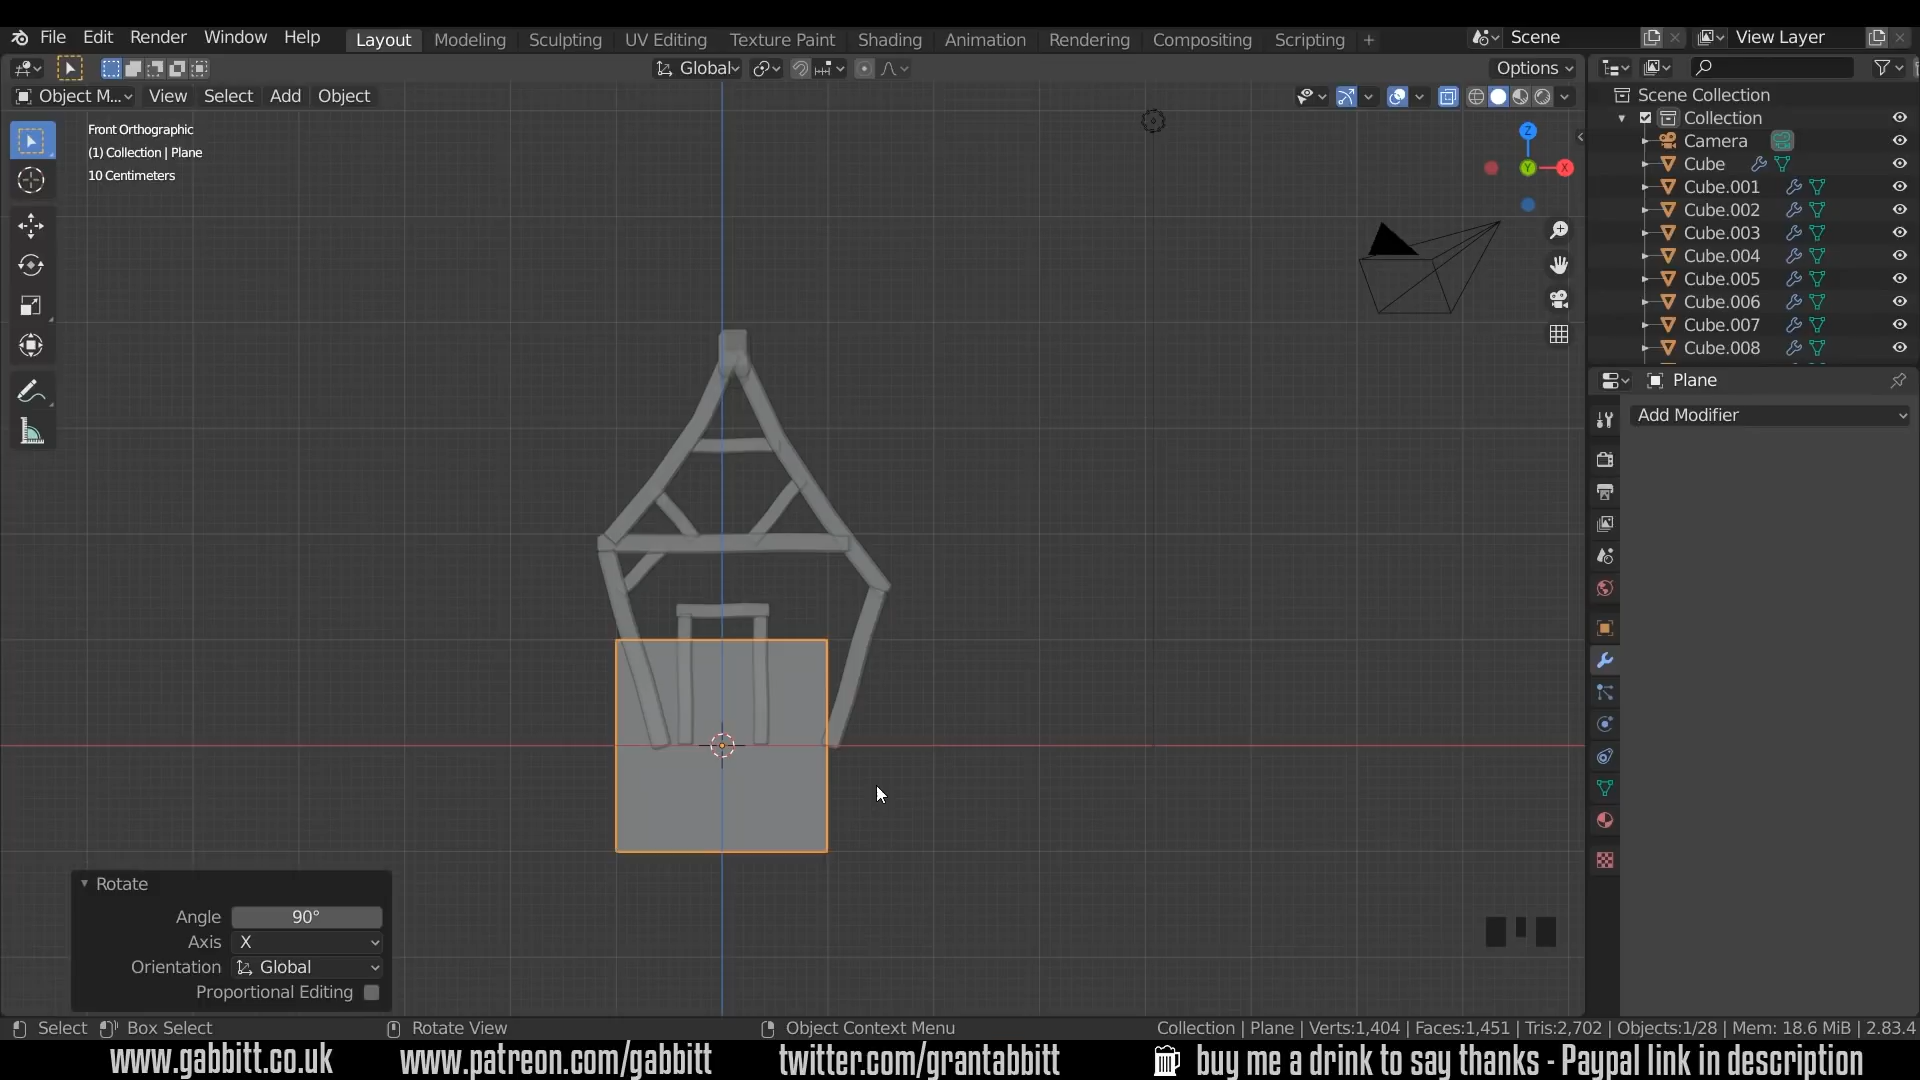 File Edit Render Window Help Layout Modeling Sculpting UV Editing Texture Paint Shading Animation Rendering Compositing Scripting + Scene View Layer
Global Options
Object M... View Select Add Object
Scene Collection
Collection
Camera
Cube
Cube.001
Cube.002
Cube.003
Cube.004
Cube.005
Cube.006
Cube.007
Cube.008
Front Orthographic
(1) Collection | Plane
10 Centimeters
Z
Y
X
Plane
Add Modifier
Rotate
Angle 90°
Axis X
Orientation Global
Proportional Editing
Select Box Select Rotate View Object Context Menu Collection | Plane | Verts:1,404 | Faces:1,451 | Tris:2,702 | Objects:1/28 | Mem: 18.6 MiB | 2.83.4
www.gabbitt.co.uk www.patreon.com/gabbitt twitter.com/grantabbitt buy me a drink to say thanks - Paypal link in description